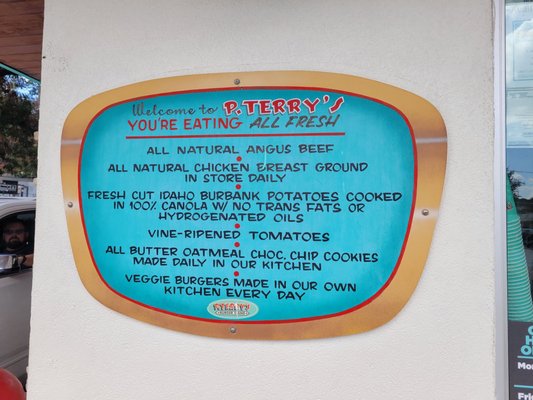 Welcome to P. TERRY'S
YOU'RE EATING ALL FRESH
ALL NATURAL ANGUS BEEF
ALL NATURAL CHICKEN BREAST GROUND
IN STORE DAILY
FRESH CUT IDAHO BURBANK POTATOES COOKED
IN 100% CANOLA W/ NO TRANS FATS OR
HYDROGENATED OILS
VINE-RIPENED TOMATOES
ALL BUTTER OATMEAL CHOC. CHIP COOKIES
MADE DAILY IN OUR KITCHEN
VEGGIE BURGERS MADE IN OUR OWN
KITCHEN EVERY DAY
Mon
Fri